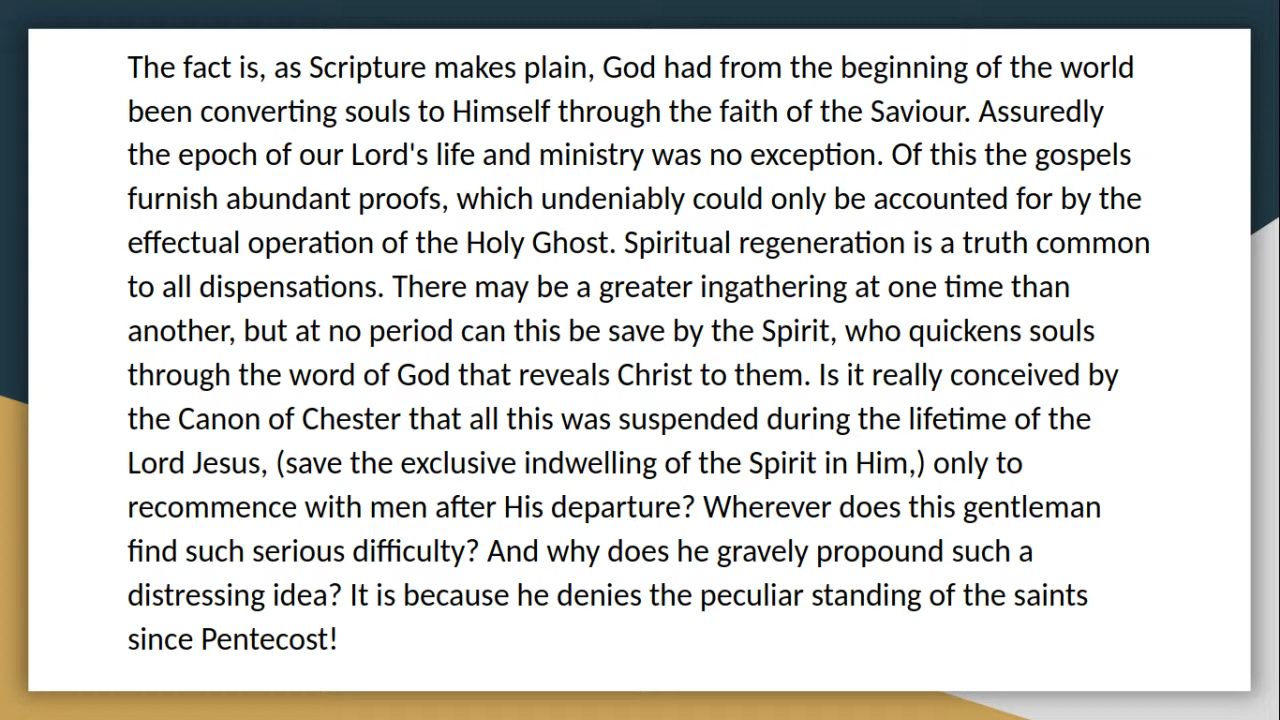 The fact is, as Scripture makes plain, God had from the beginning of the world
been converting souls to Himself through the faith of the Saviour. Assuredly
the epoch of our Lord's life and ministry was no exception. Of this the gospels
furnish abundant proofs, which undeniably could only be accounted for by the
effectual operation of the Holy Ghost. Spiritual regeneration is a truth common
to all dispensations. There may be a greater ingathering at one time than
another, but at no period can this be save by the Spirit, who quickens souls
through the word of God that reveals Christ to them. Is it really conceived by
the Canon of Chester that all this was suspended during the lifetime of the
Lord Jesus, (save the exclusive indwelling of the Spirit in Him,) only to
recommence with men after His departure? Wherever does this gentleman
find such serious difficulty? And why does he gravely propound such a
distressing idea? It is because he denies the peculiar standing of the saints
since Pentecost!